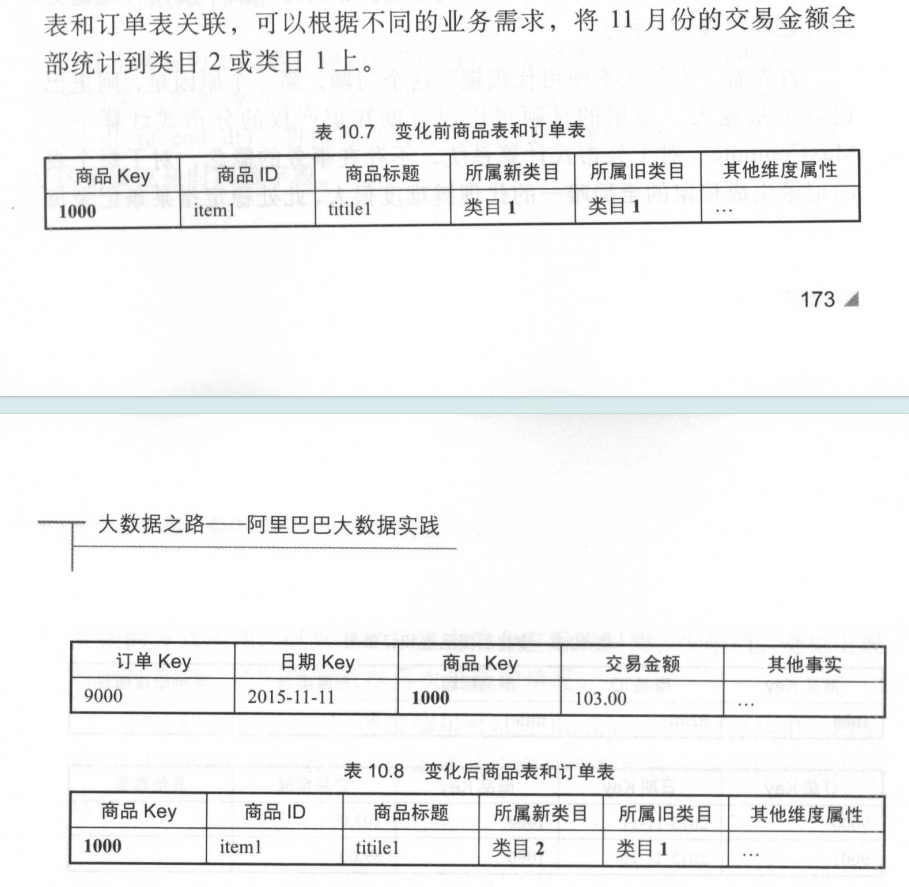 表和订单表关联，可以根据不同的业务需求，将 11 月份的交易金额全
部统计到类目 2 或类目 1 上。
表 10.7 变化前商品表和订单表
商品 Key 商品 ID 商品标题 所属新类目 所属旧类目 其他维度属性
1000 item1 titile1 类目 1 类目 1 …
173
大数据之路——阿里巴巴大数据实践
订单 Key 日期 Key 商品 Key 交易金额 其他事实
9000 2015-11-11 1000 103.00 …
表 10.8 变化后商品表和订单表
商品 Key 商品 ID 商品标题 所属新类目 所属旧类目 其他维度属性
1000 item1 titile1 类目 2 类目 1 …